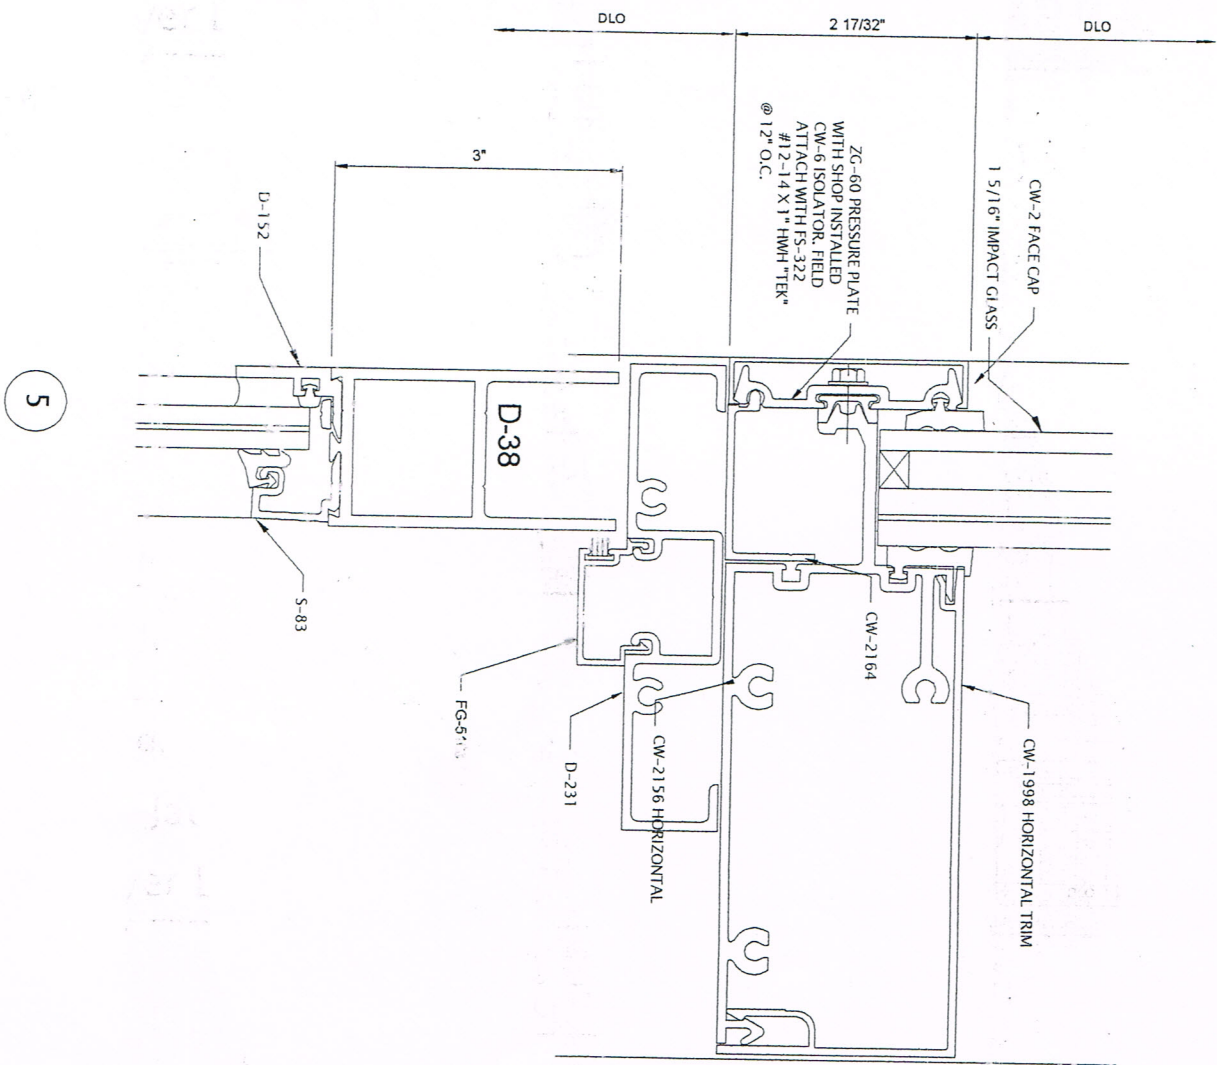 DLO
2 17/32"
DLO
3"
CW-2 FACE CAP
1 5/16" IMPACT GLASS
ZG-60 PRESSURE PLATE
WITH SHOP INSTALLED
CW-6 ISOLATOR. FIELD
ATTACH WITH FS-322
#12-14 X 1" HWH "TEK"
@ 12" O.C.
D-152
D-38
S-83
CW-2164
CW-1998 HORIZONTAL TRIM
CW-2156 HORIZONTAL
D-231
5